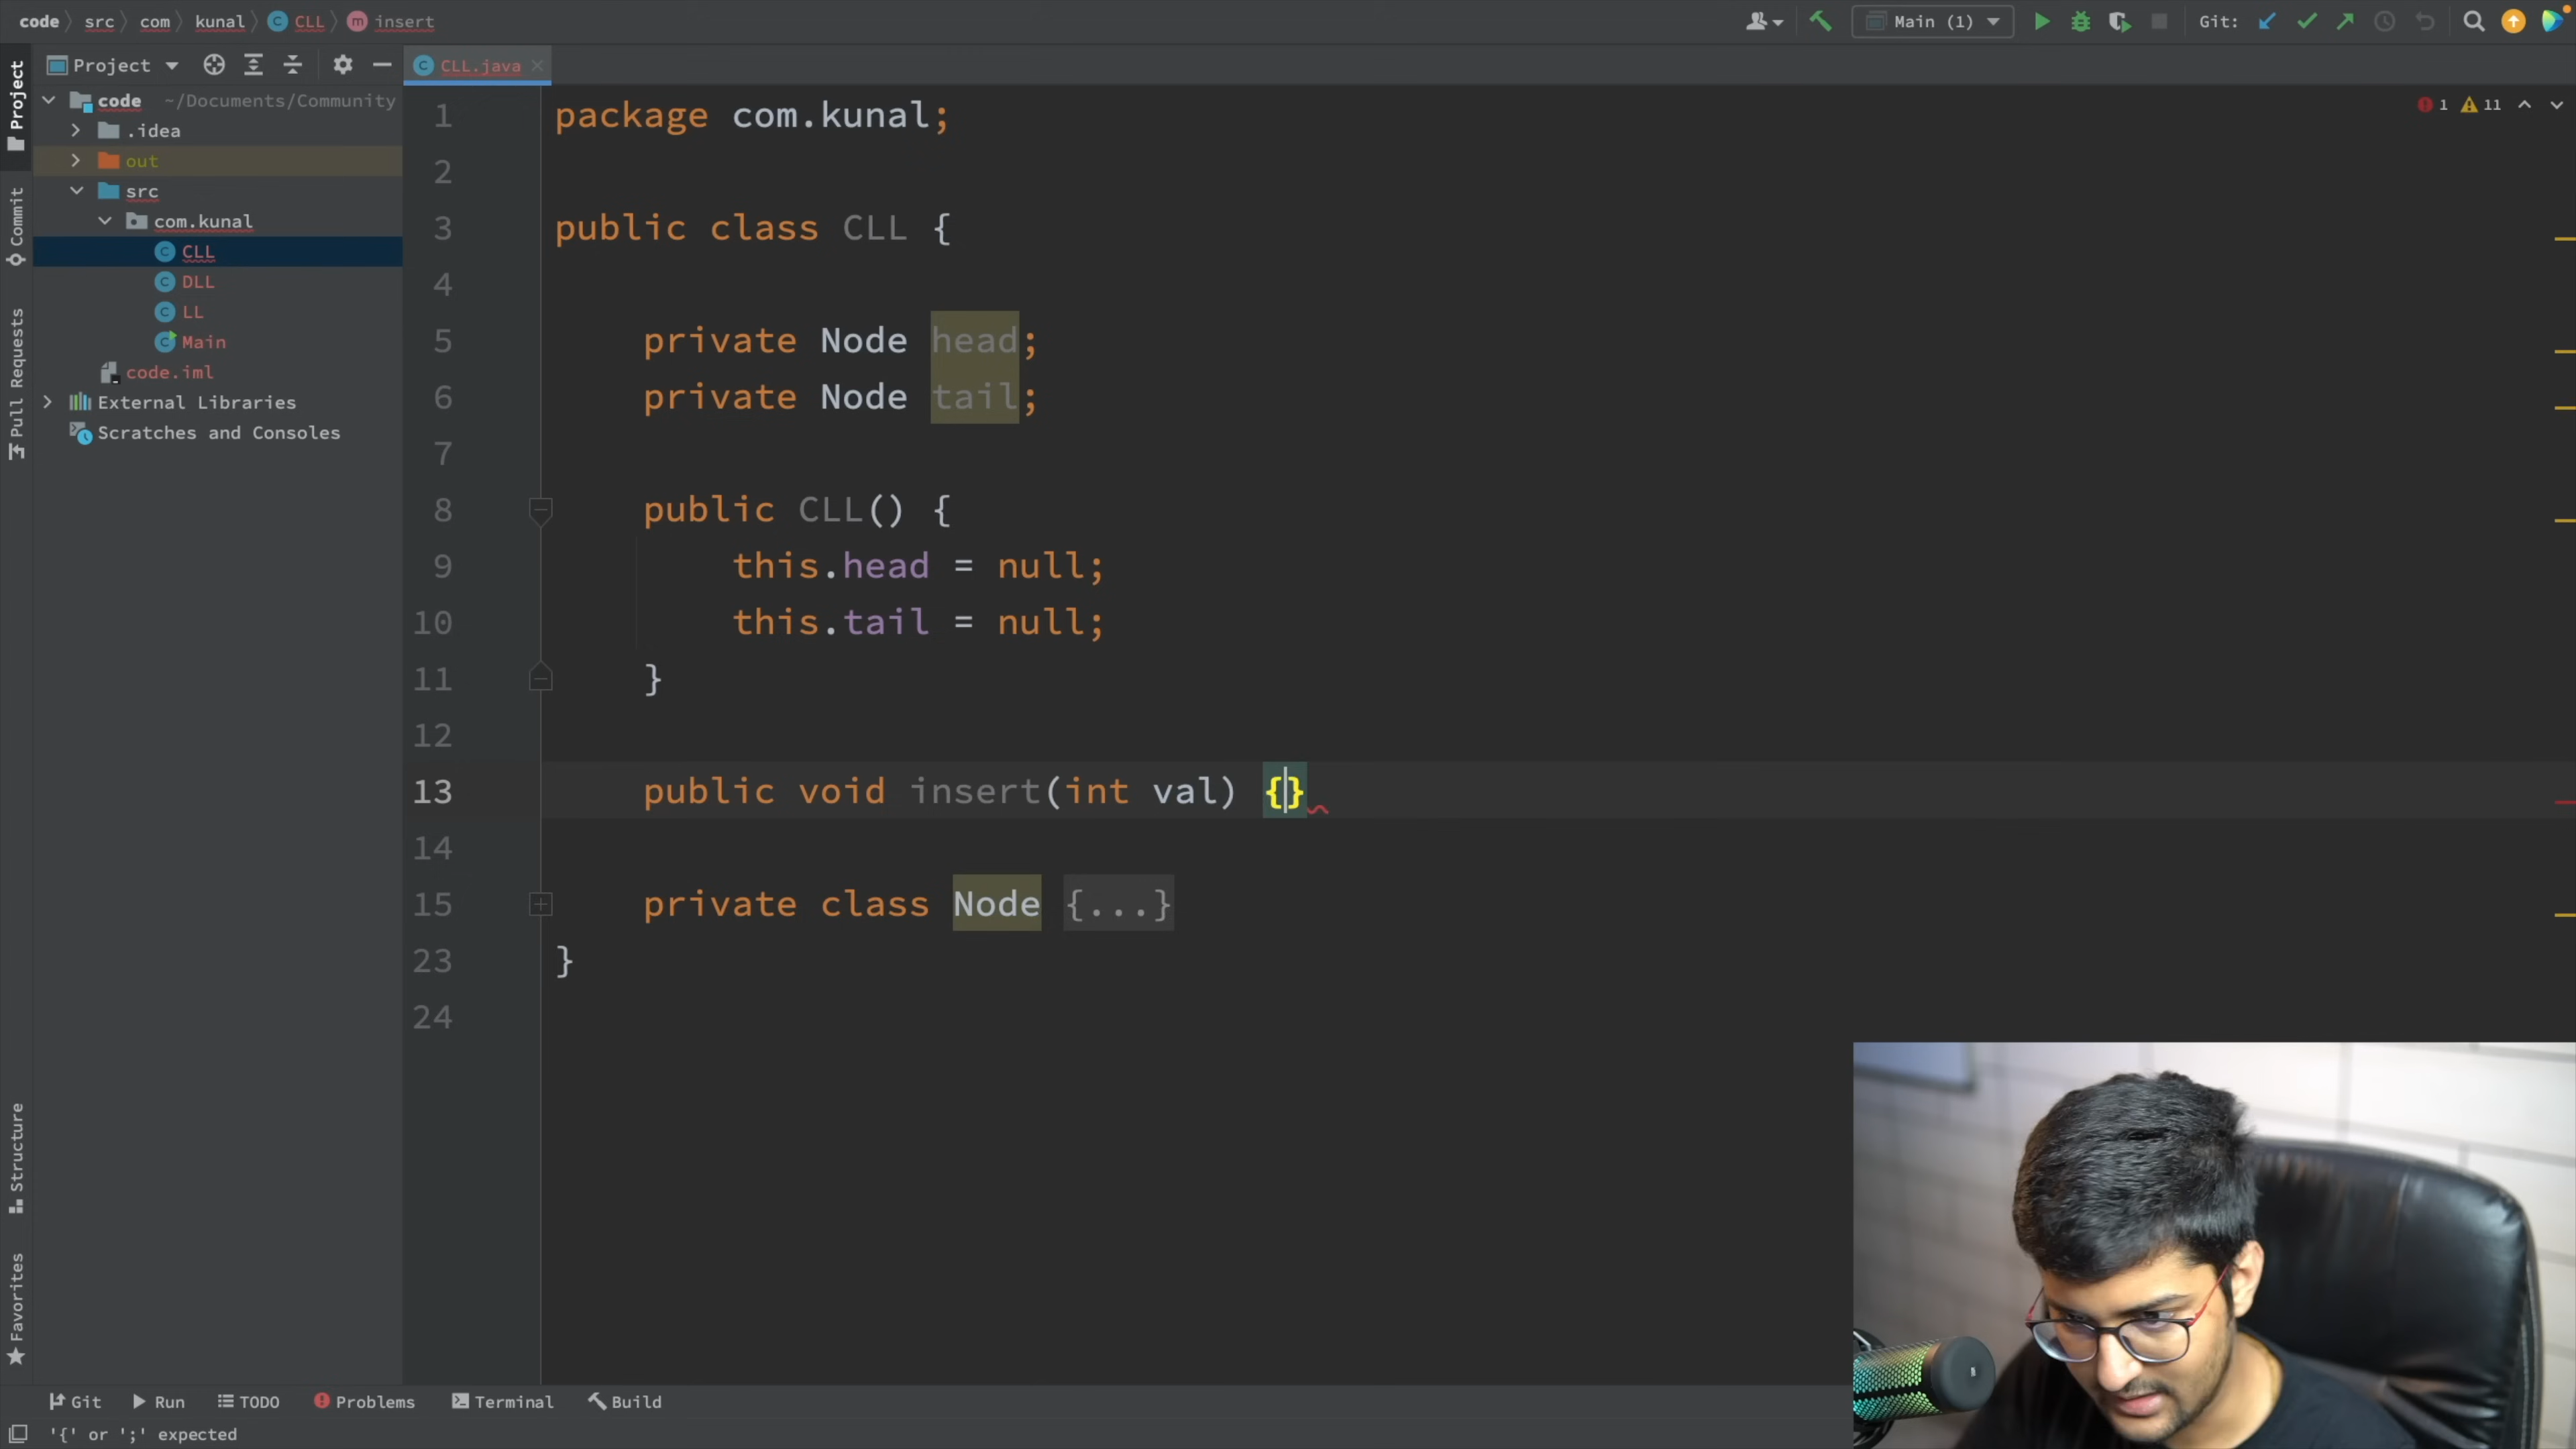 code src com kunal CLL insert Main (1) Git:
Project CLL.java
Project
Commit
Pull Requests
Structure
Favorites
code ~/Documents/Community
.idea
out
src
com.kunal
CLL
DLL
LL
Main
code.iml
External Libraries
Scratches and Consoles
1 11
1 package com.kunal;
2
3 public class CLL {
4
5 private Node head;
6 private Node tail;
7
8 public CLL() {
9 this.head = null;
10 this.tail = null;
11 }
12
13 public void insert(int val) {}
14
15 private class Node {...}
23 }
24
Git Run TODO Problems Terminal Build
'{' or ';' expected